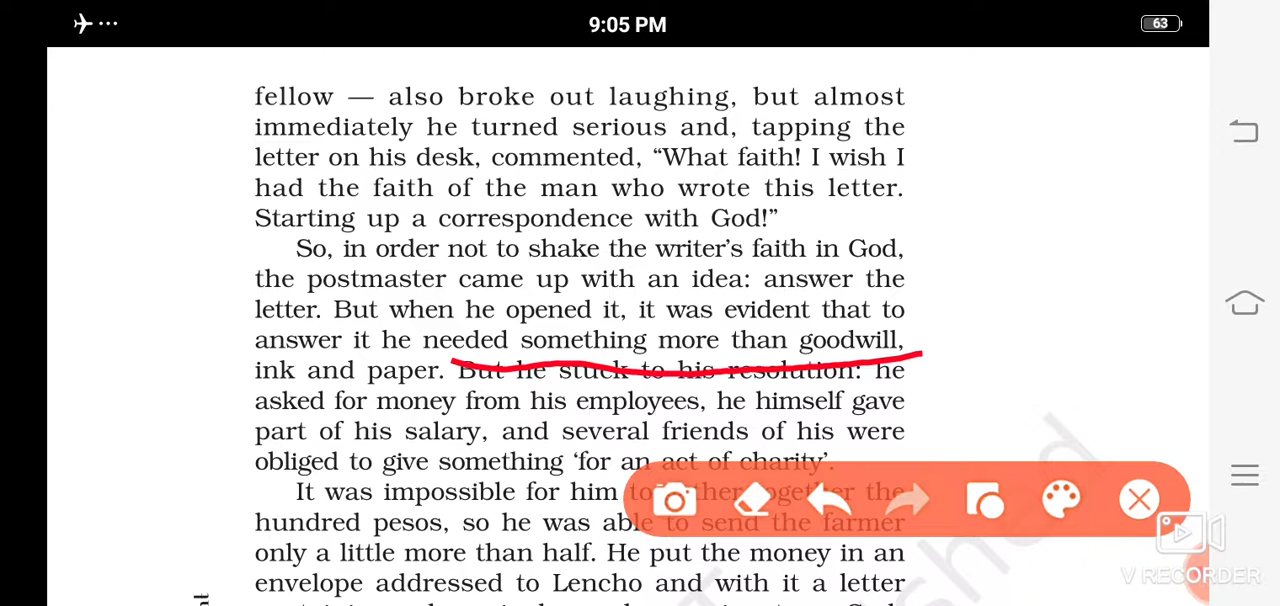 9:05 PM
63
fellow — also broke out laughing, but almost
immediately he turned serious and, tapping the
letter on his desk, commented, “What faith! I wish I
had the faith of the man who wrote this letter.
Starting up a correspondence with God!”
So, in order not to shake the writer’s faith in God,
the postmaster came up with an idea: answer the
letter. But when he opened it, it was evident that to
answer it he needed something more than goodwill,
ink and paper. But he stuck to his resolution: he
asked for money from his employees, he himself gave
part of his salary, and several friends of his were
obliged to give something ‘for an act of charity’.
It was impossible for him to gather together the
hundred pesos, so he was able to send the farmer
only a little more than half. He put the money in an
envelope addressed to Lencho and with it a letter
V RECORDER